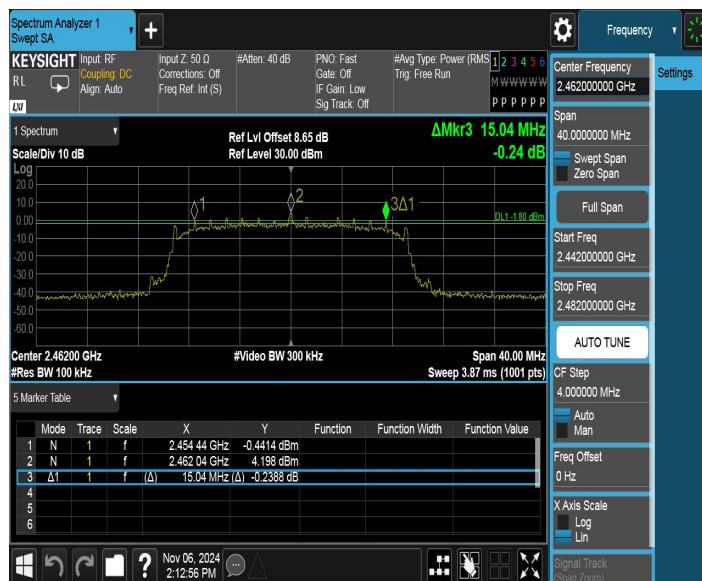 Spectrum Analyzer 1
Swept SA
+
Frequency
KEYSIGHT
RL
LNI
Input: RF
Coupling: DC
Align: Auto
Input Z: 50 Ω
Corrections: Off
Freq Ref: Int (S)
#Atten: 40 dB
PNO: Fast
Gate: Off
IF Gain: Low
Sig Track: Off
#Avg Type: Power (RMS
Trig: Free Run
1 2 3 4 5 6
M W W W W W
P P P P P P
1 Spectrum
Scale/Div 10 dB
Ref Lvl Offset 8.65 dB
Ref Level 30.00 dBm
ΔMkr3 15.04 MHz
-0.24 dB
Log
20.0
10.0
0.00
-10.0
-20.0
-30.0
-40.0
-50.0
-60.0
1
2
3Δ1
DL1 -1.80 dBm
Center 2.46200 GHz
#Video BW 300 kHz
Span 40.00 MHz
#Res BW 100 kHz
Sweep 3.87 ms (1001 pts)
5 Marker Table
Mode Trace Scale X Y Function Function Width Function Value
1 N 1 f 2.454 44 GHz -0.4414 dBm
2 N 1 f 2.462 04 GHz 4.198 dBm
3 Δ1 1 f (Δ) 15.04 MHz (Δ) -0.2388 dB
4
5
6
Nov 06, 2024
2:12:56 PM
?
Center Frequency
2.462000000 GHz
Span
40.0000000 MHz
Swept Span
Zero Span
Full Span
Start Freq
2.442000000 GHz
Stop Freq
2.482000000 GHz
AUTO TUNE
CF Step
4.000000 MHz
Auto
Man
Freq Offset
0 Hz
X Axis Scale
Log
Lin
Signal Track
(Span Zoom)
Settings